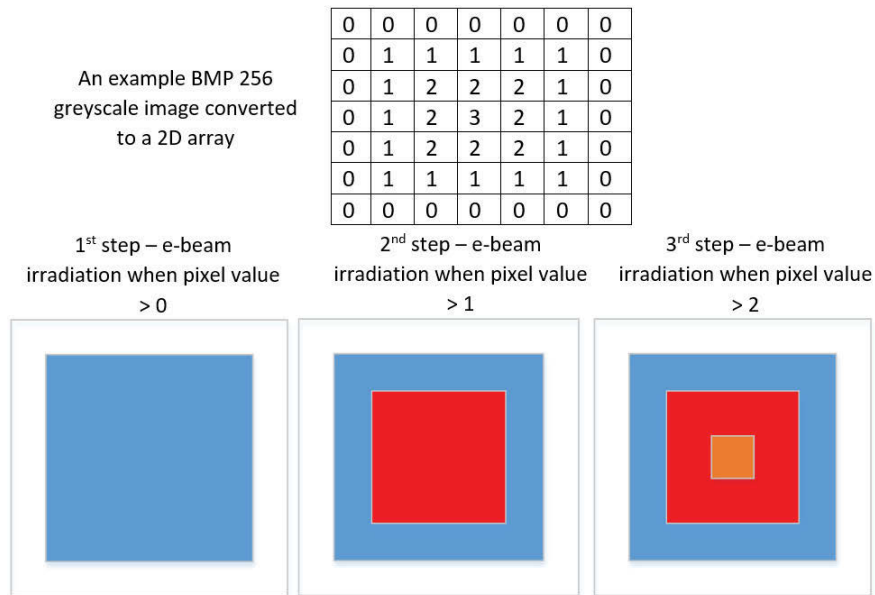 An example BMP 256
greyscale image converted
to a 2D array
0 0 0 0 0 0 0
0 1 1 1 1 1 0
0 1 2 2 2 1 0
0 1 2 3 2 1 0
0 1 2 2 2 1 0
0 1 1 1 1 1 0
0 0 0 0 0 0 0
1st step – e-beam
irradiation when pixel value
> 0
2nd step – e-beam
irradiation when pixel value
> 1
3rd step – e-beam
irradiation when pixel value
> 2